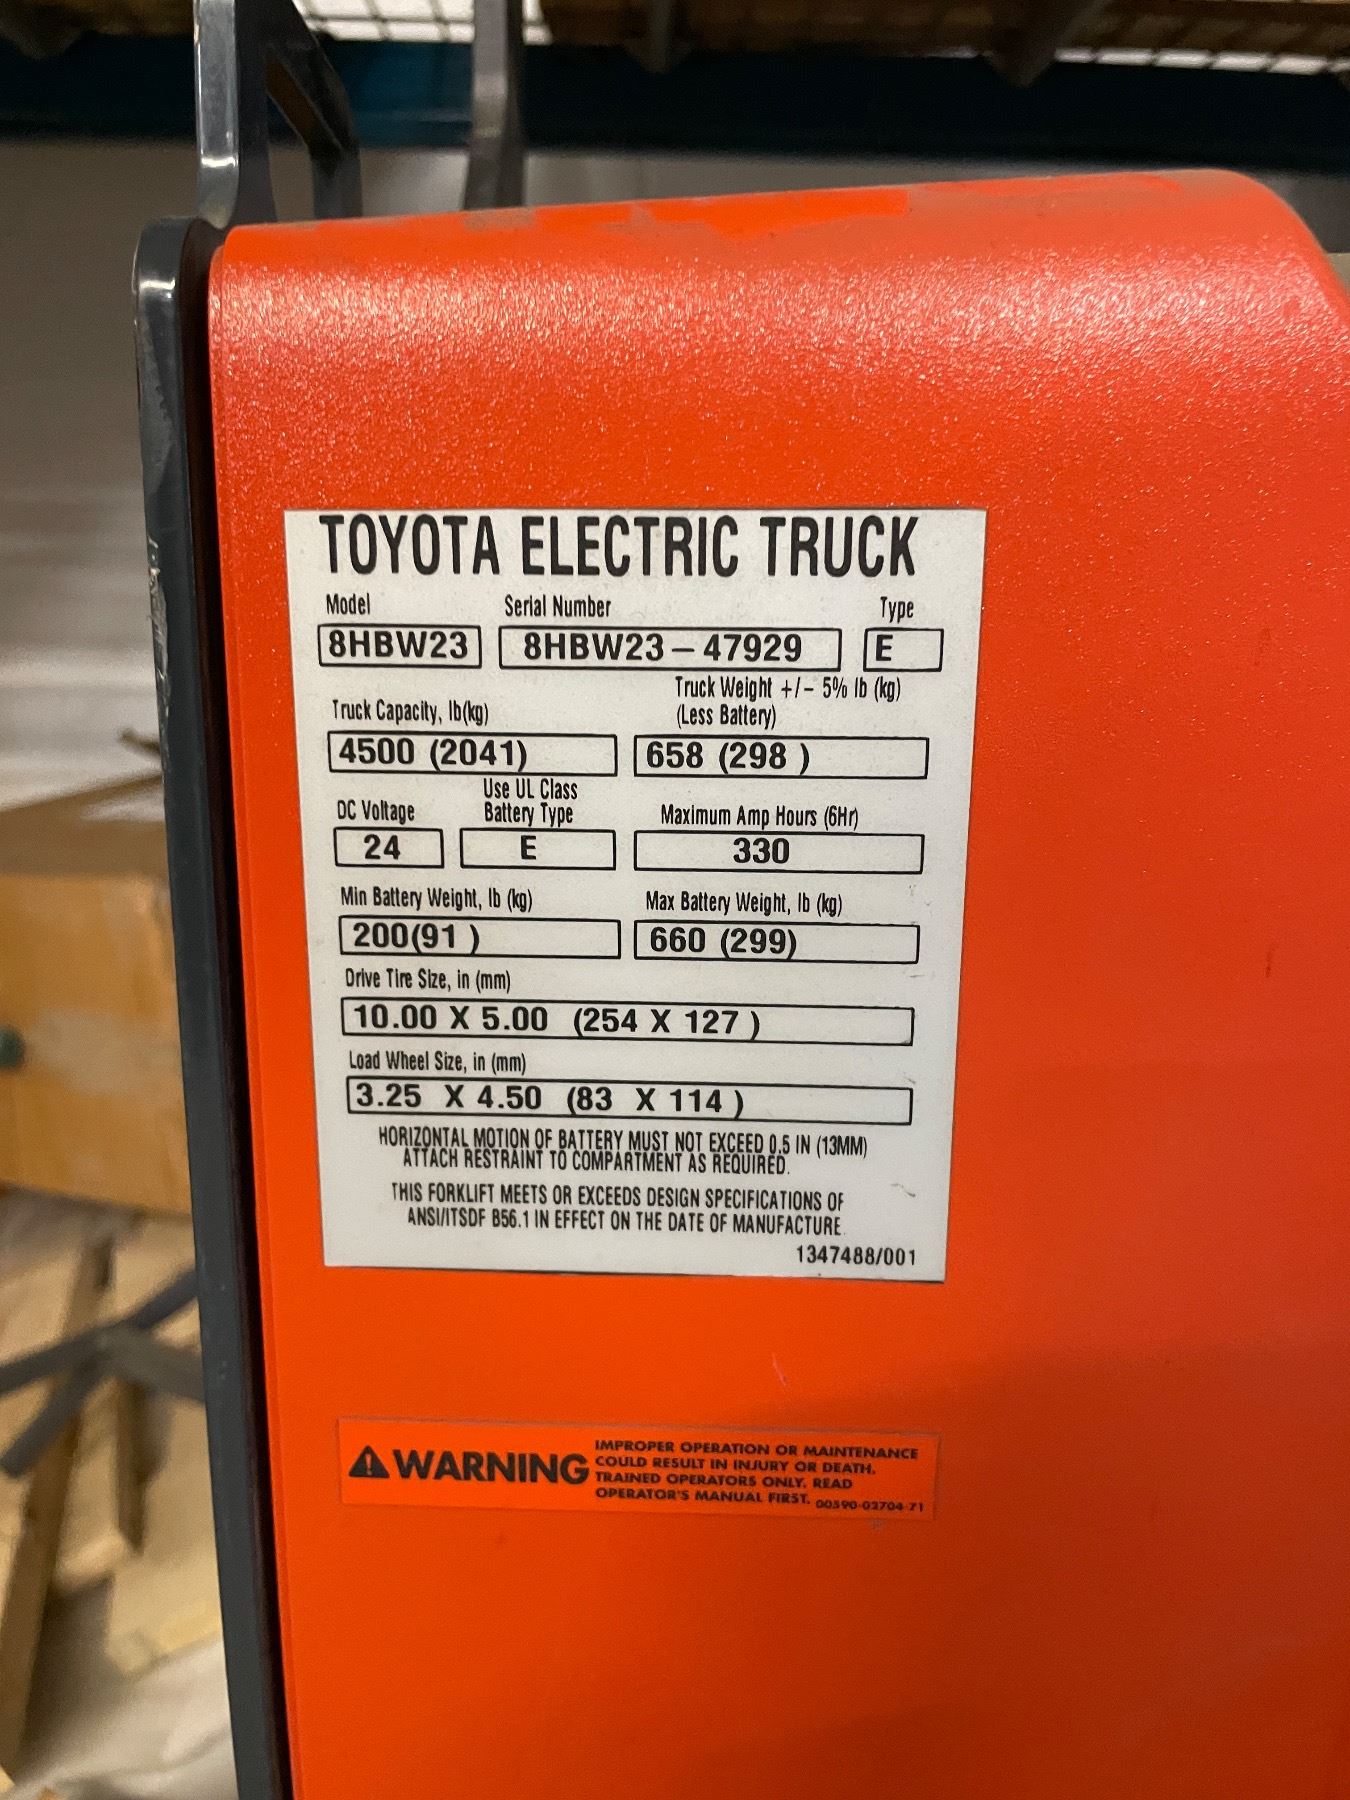 TOYOTA ELECTRIC TRUCK
Model Serial Number Type
8HBW23 8HBW23–47929 E
Truck Capacity, lb(kg) Truck Weight +/- 5% lb (kg)
(Less Battery)
4500 (2041) 658 (298 )
DC Voltage Use UL Class
Battery Type Maximum Amp Hours (6Hr)
24 E 330
Min Battery Weight, lb (kg) Max Battery Weight, lb (kg)
200(91 ) 660 (299)
Drive Tire Size, in (mm)
10.00 X 5.00 (254 X 127 )
Load Wheel Size, in (mm)
3.25 X 4.50 (83 X 114 )
HORIZONTAL MOTION OF BATTERY MUST NOT EXCEED 0.5 IN (13MM)
ATTACH RESTRAINT TO COMPARTMENT AS REQUIRED.
THIS FORKLIFT MEETS OR EXCEEDS DESIGN SPECIFICATIONS OF
ANSI/ITSDF B56.1 IN EFFECT ON THE DATE OF MANUFACTURE.
1347488/001
WARNING
IMPROPER OPERATION OR MAINTENANCE
COULD RESULT IN INJURY OR DEATH.
TRAINED OPERATORS ONLY. READ
OPERATOR'S MANUAL FIRST. 00590-02704-71